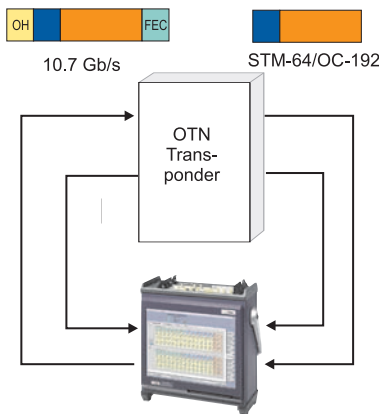 OH FEC
10.7 Gb/s
STM-64/OC-192
OTN
Trans-
ponder